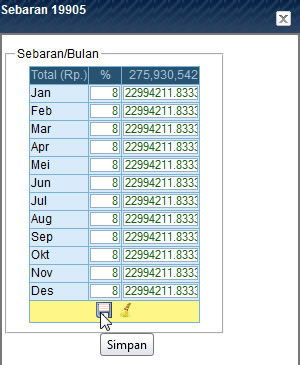 Sebaran 19905
Sebaran/Bulan
Total (Rp.) % 275,930,542
Jan 8 22994211.8333
Feb 8 22994211.8333
Mar 8 22994211.8333
Apr 8 22994211.8333
Mei 8 22994211.8333
Jun 8 22994211.8333
Jul 8 22994211.8333
Aug 8 22994211.8333
Sep 8 22994211.8333
Okt 8 22994211.8333
Nov 8 22994211.8333
Des 8 22994211.8333
Simpan